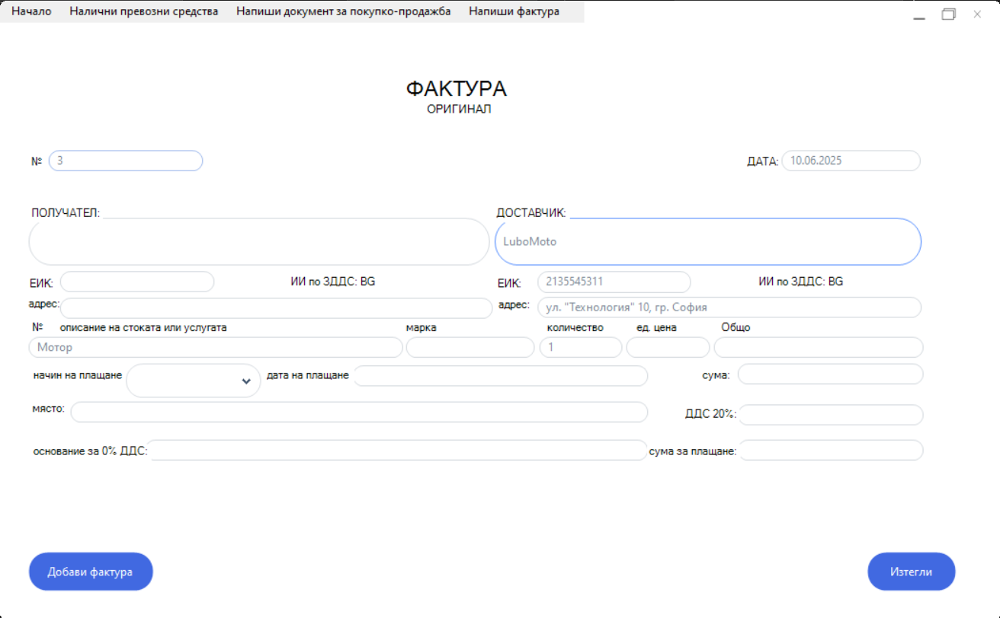 Начало Налични превозни средства Напиши документ за покупко-продажба Напиши фактура
ФАКТУРА
ОРИГИНАЛ
№ 3 ДАТА: 10.06.2025
ПОЛУЧАТЕЛ: ДОСТАВЧИК:
LuboMoto
ЕИК: ИИ по ЗДДС: BG ЕИК: 2135545311 ИИ по ЗДДС: BG
адрес: адрес: ул. "Технология" 10, гр. София
№ описание на стоката или услугата марка количество ед. цена Общо
Мотор 1
начин на плащане дата на плащане сума:
място: ДДС 20%:
основание за 0% ДДС: сума за плащане:
Добави фактура Изтегли